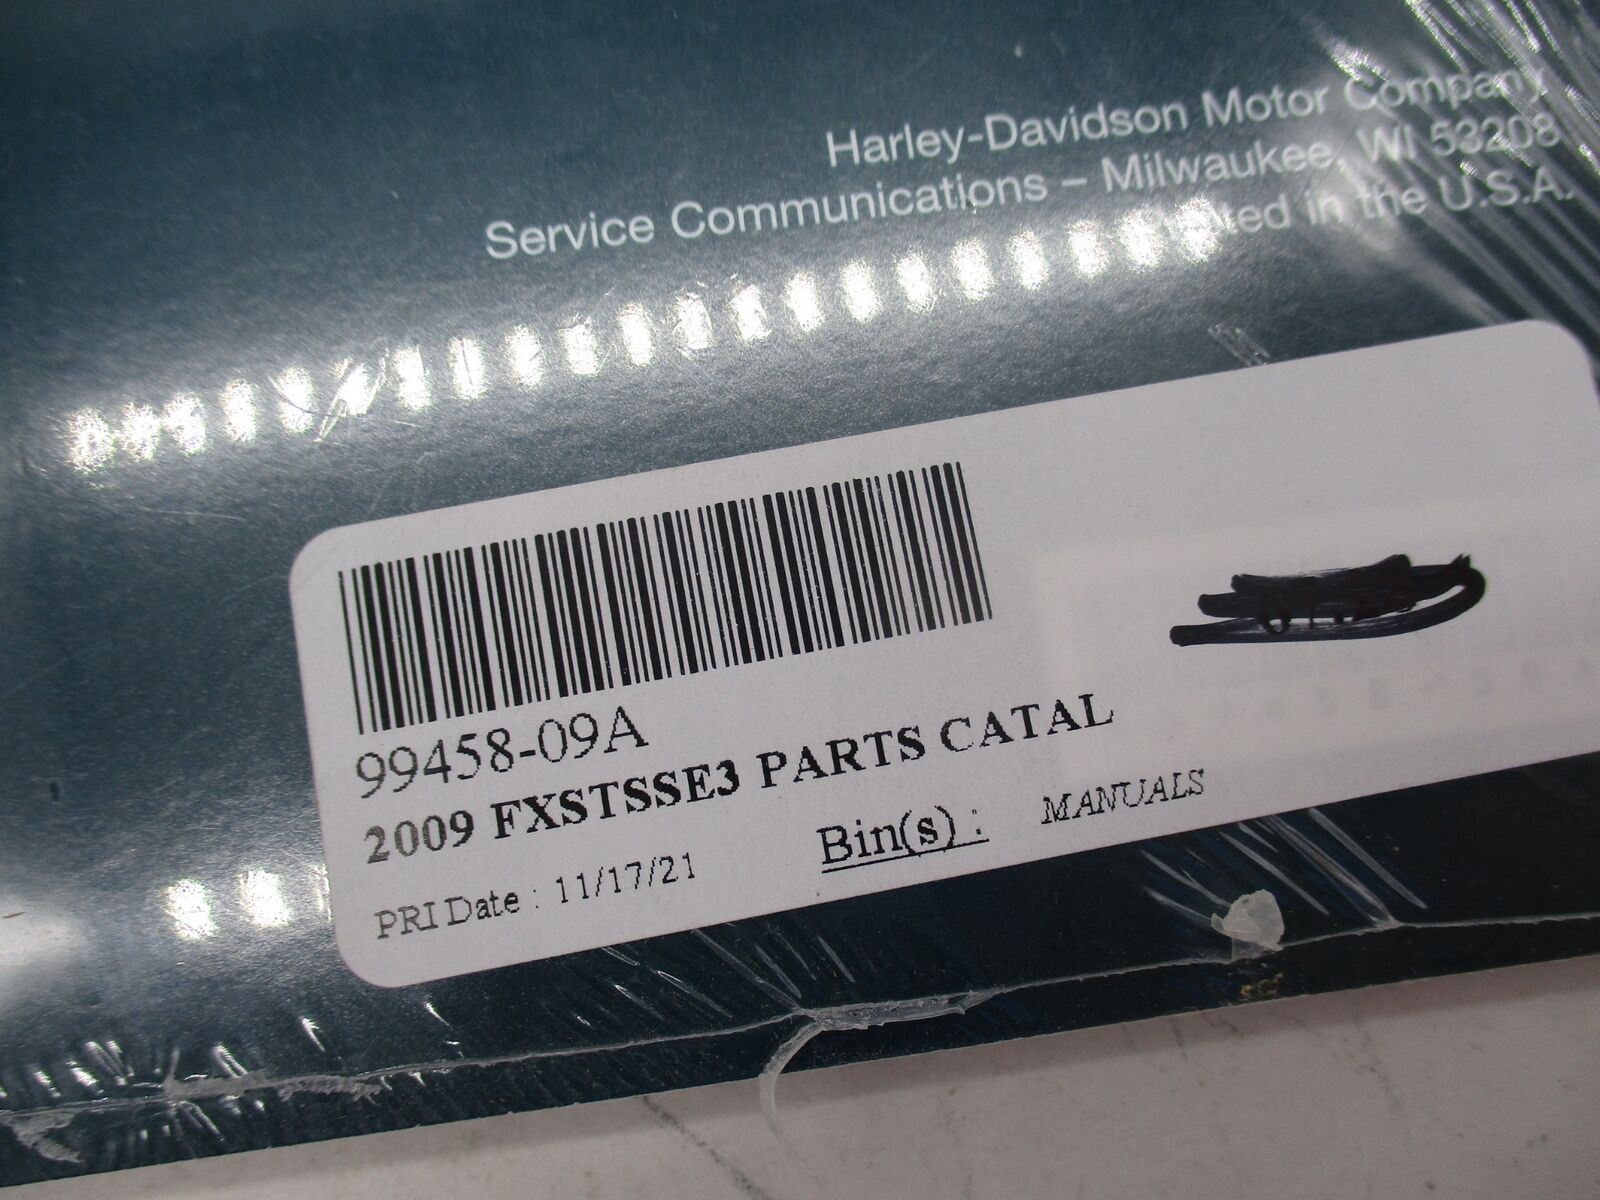 Harley-Davidson Motor Company
Service Communications – Milwaukee, WI 53208
Printed in the U.S.A.
99458-09A
2009 FXSTSSE3 PARTS CATAL
PRI Date : 11/17/21
Bin(s) : MANUALS